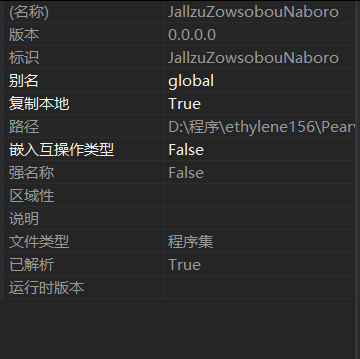 (名称) JallzuZowsobouNaboro
版本 0.0.0.0
标识 JallzuZowsobouNaboro
别名 global
复制本地 True
路径 D:\程序\ethylene156\Pear
嵌入互操作类型 False
强名称 False
区域性
说明
文件类型 程序集
已解析 True
运行时版本